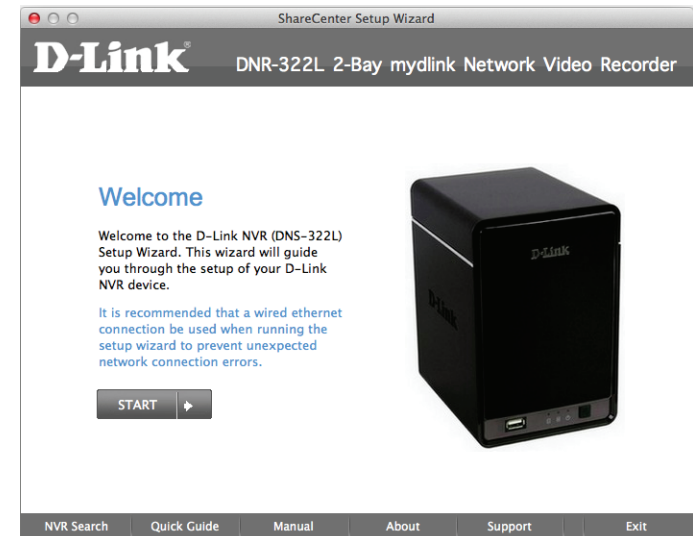 ShareCenter Setup Wizard
D-Link®
DNR-322L 2-Bay mydlink Network Video Recorder
Welcome
Welcome to the D-Link NVR (DNS-322L)
Setup Wizard. This wizard will guide
you through the setup of your D-Link
NVR device.
It is recommended that a wired ethernet
connection be used when running the
setup wizard to prevent unexpected
network connection errors.
START
D-Link
D-Link
NVR Search
Quick Guide
Manual
About
Support
Exit